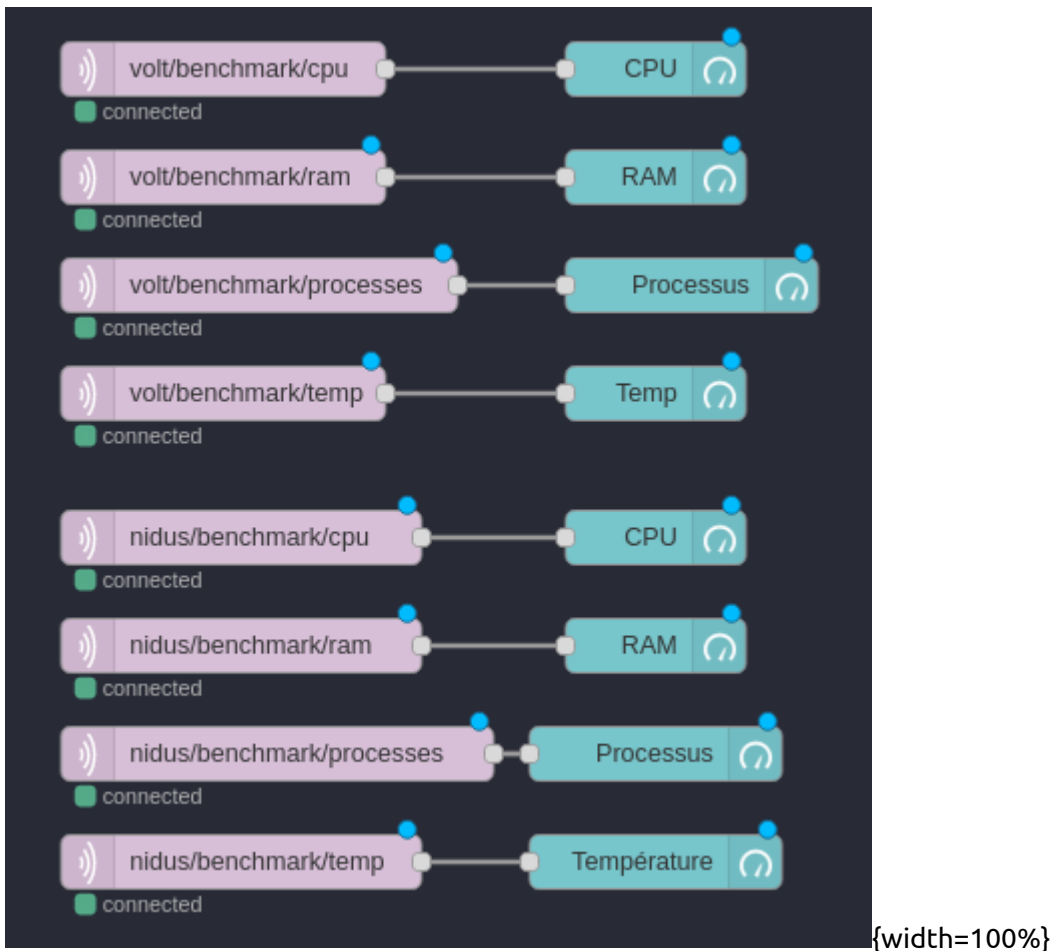 volt/benchmark/cpu CPU
connected
volt/benchmark/ram RAM
connected
volt/benchmark/processes Processus
connected
volt/benchmark/temp Temp
connected
nidus/benchmark/cpu CPU
connected
nidus/benchmark/ram RAM
connected
nidus/benchmark/processes Processus
connected
nidus/benchmark/temp Température
connected
{width=100%}